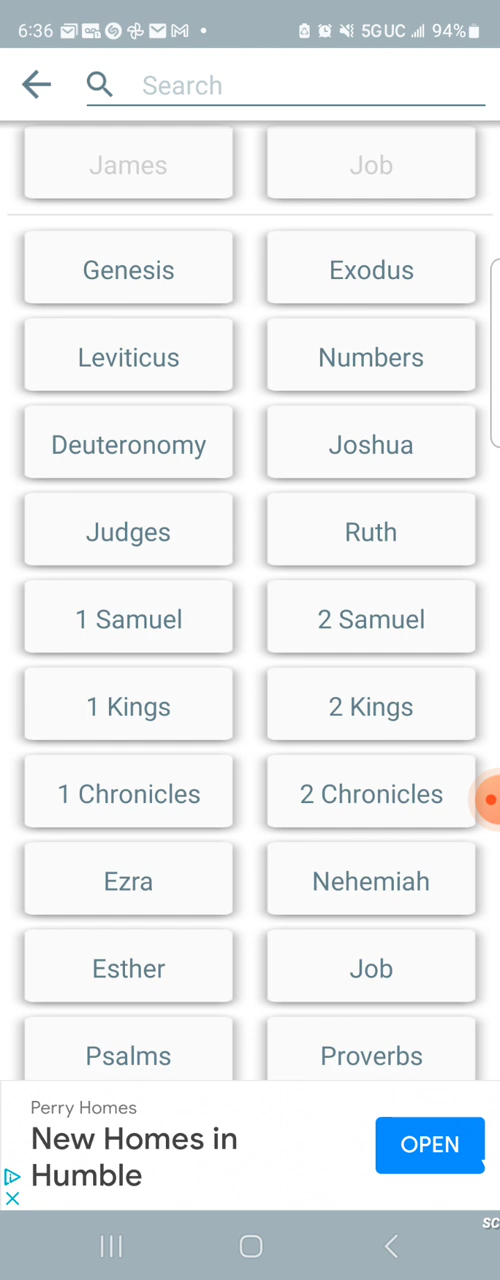 6:36 5GUC 94%
Search
James Job
Genesis Exodus
Leviticus Numbers
Deuteronomy Joshua
Judges Ruth
1 Samuel 2 Samuel
1 Kings 2 Kings
1 Chronicles 2 Chronicles
Ezra Nehemiah
Esther Job
Psalms Proverbs
Perry Homes
New Homes in
Humble
OPEN
SC